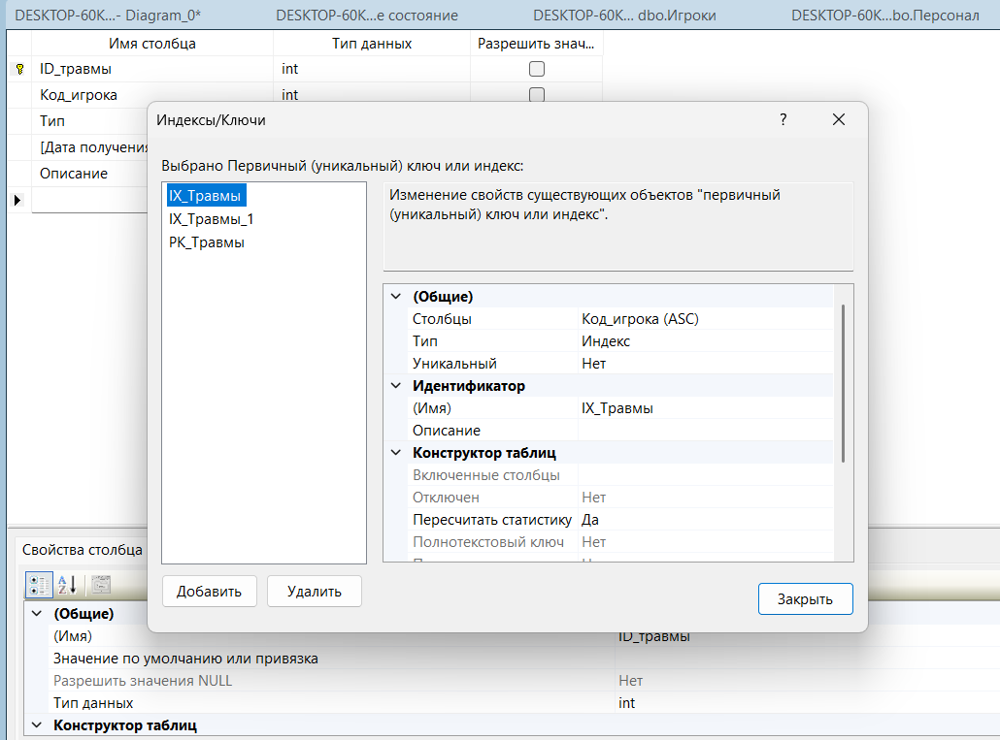 DESKTOP-60K...- Diagram_0*
DESKTOP-60K...е состояние
DESKTOP-60K... dbo.Игроки
DESKTOP-60K...bo.Персонал
Имя столбца Тип данных Разрешить знач...
ID_травмы int
Код_игрока int
Тип
[Дата получения
Описание
Индексы/Ключи ?
Выбрано Первичный (уникальный) ключ или индекс:
IX_Травмы
IX_Травмы_1
PK_Травмы
Изменение свойств существующих объектов "первичный
(уникальный) ключ или индекс".
(Общие)
Столбцы Код_игрока (ASC)
Тип Индекс
Уникальный Нет
Идентификатор
(Имя) IX_Травмы
Описание
Конструктор таблиц
Включенные столбцы
Отключен Нет
Пересчитать статистику Да
Полнотекстовый ключ Нет
Добавить Удалить
Закрыть
Свойства столбца
(Общие)
(Имя) ID_травмы
Значение по умолчанию или привязка
Разрешить значения NULL Нет
Тип данных int
Конструктор таблиц